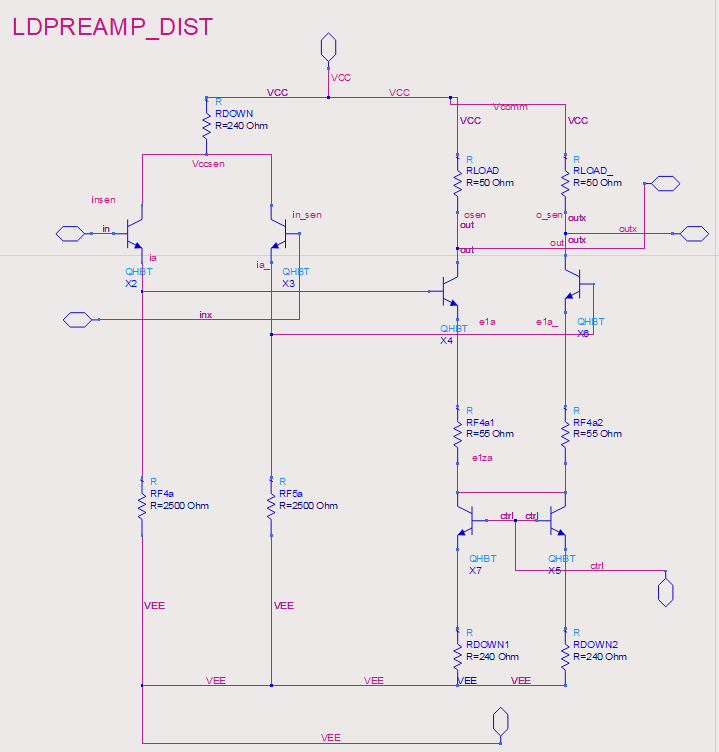 LDPREAMP_DIST
VCC
VCC
VCC
Vcomm
R
RDOWN
R=240 Ohm
VCC
VCC
Vccsen
R
RLOAD
R=50 Ohm
R
RLOAD_
R=50 Ohm
insen
in_sen
osen
out
o_sen
outx
in
outx
outx
out
out
ia
ia_
QHBT
X2
QHBT
X3
inx
e1a
e1a_
QHBT
X4
QHBT
X6
R
RF4a1
R=55 Ohm
R
RF4a2
R=55 Ohm
e1za
R
RF4a
R=2500 Ohm
R
RF5a
R=2500 Ohm
ctrl
ctrl
QHBT
X7
QHBT
X5
ctrl
VEE
VEE
R
RDOWN1
R=240 Ohm
R
RDOWN2
R=240 Ohm
VEE
VEE
VEE
VEE
VEE